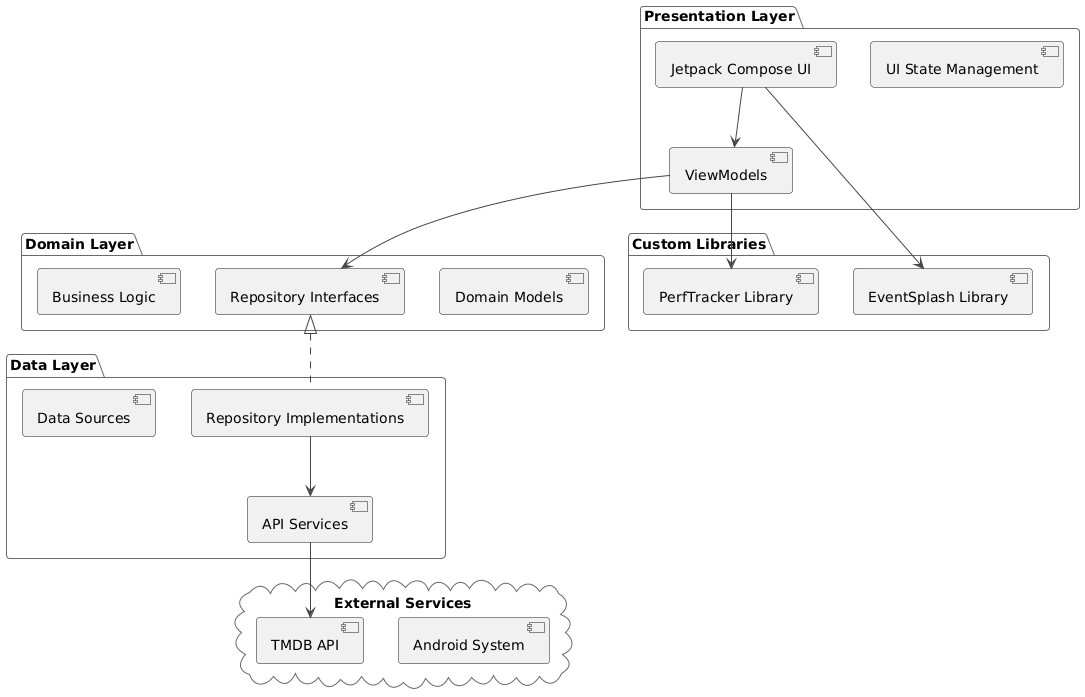 Presentation Layer
Jetpack Compose UI
UI State Management
ViewModels
Domain Layer
Business Logic
Repository Interfaces
Domain Models
Custom Libraries
PerfTracker Library
EventSplash Library
Data Layer
Data Sources
Repository Implementations
API Services
External Services
TMDB API
Android System